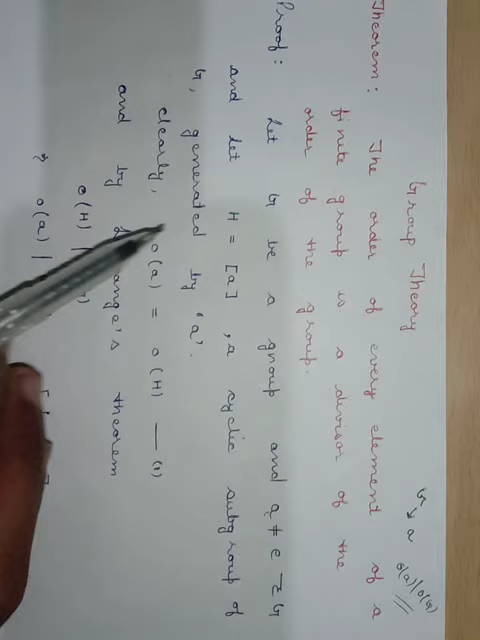 Group Theory
G → a
o(a)/o(G)
Theorem: The order of every element of a
finite group is a divisor of the
order of the group.
Proof: Let G be a group and a ≠ e ∈ G
and let H = [a], a cyclic subgroup of
G, generated by 'a'.
clearly, o(a) = o(H) —(1)
and by ange's theorem
o(H) |
o(a) |